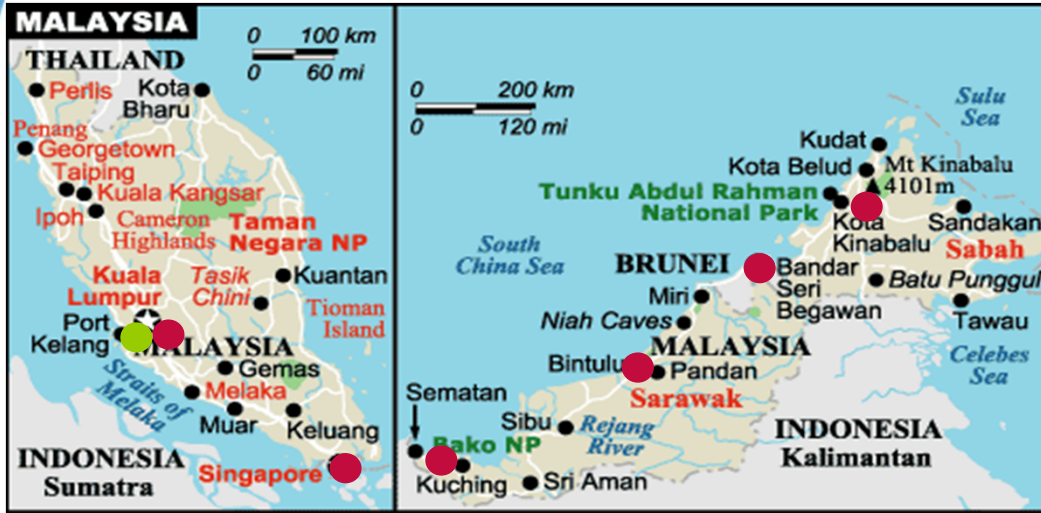 MALAYSIA
THAILAND
0 100 km
0 60 mi
Perlis
Kota
Bharu
Penang
Georgetown
Taiping
Kuala Kangsar
Ipoh
Cameron
Highlands
Taman
Negara NP
Kuala
Lumpur
Tasik
Chini
Kuantan
Tioman
Island
Port
Kelang
MALAYSIA
Gemas
Straits of
Melaka
Melaka
Muar
Keluang
INDONESIA
Sumatra
Singapore
0 200 km
0 120 mi
Sulu
Sea
Kudat
Kota Belud
Mt Kinabalu
4101m
Tunku Abdul Rahman
National Park
Kota
Kinabalu
Sandakan
Sabah
South
China Sea
BRUNEI
Bandar
Seri
Begawan
Batu Punggul
Miri
Tawau
Niah Caves
Celebes
Sea
MALAYSIA
Bintulu
Pandan
Sarawak
Sematan
Sibu
Rejang
River
Bako NP
INDONESIA
Kalimantan
Kuching
Sri Aman